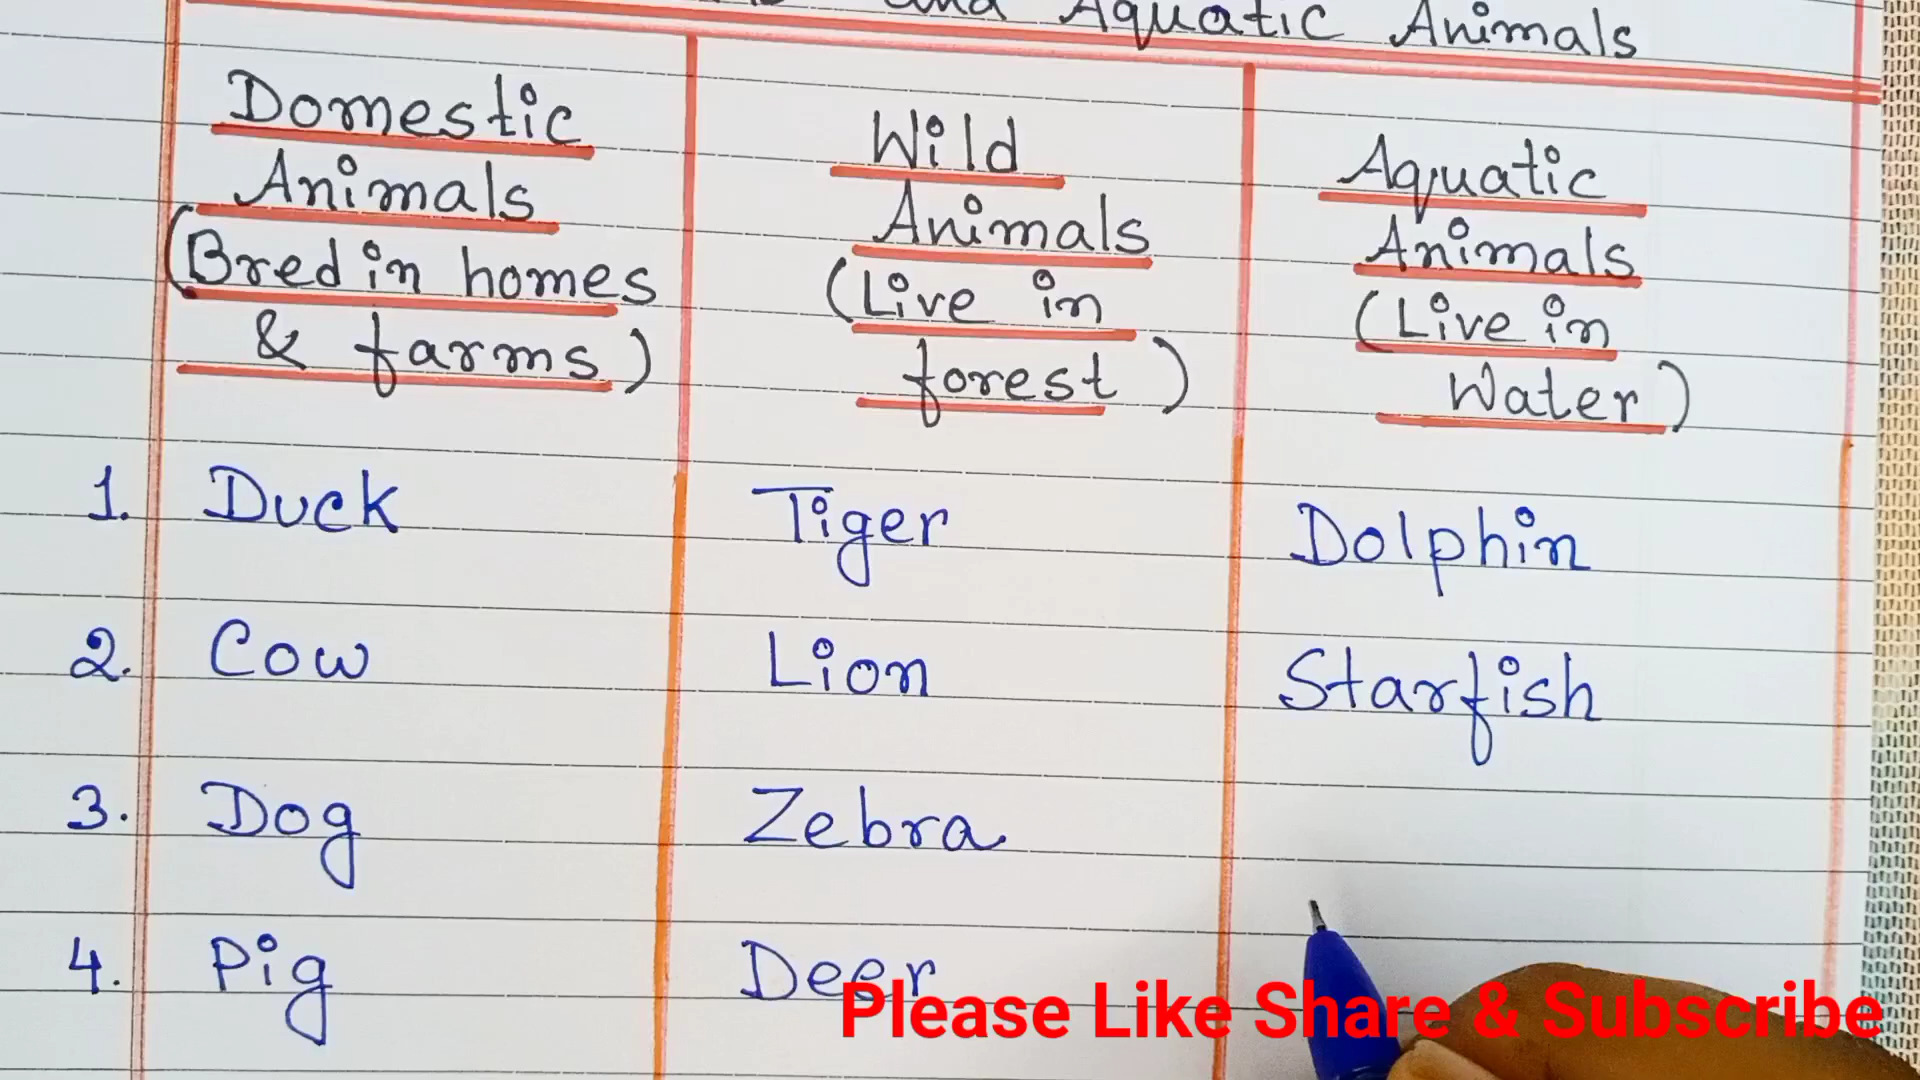 and Aquatic Animals
Domestic
Animals
(Bred in homes
& farms)
Wild
Animals
(Live in
forest)
Aquatic
Animals
(Live in
Water)
1. Duck Tiger Dolphin
2. Cow Lion Starfish
3. Dog Zebra
4. Pig Deer
Please Like Share & Subscribe